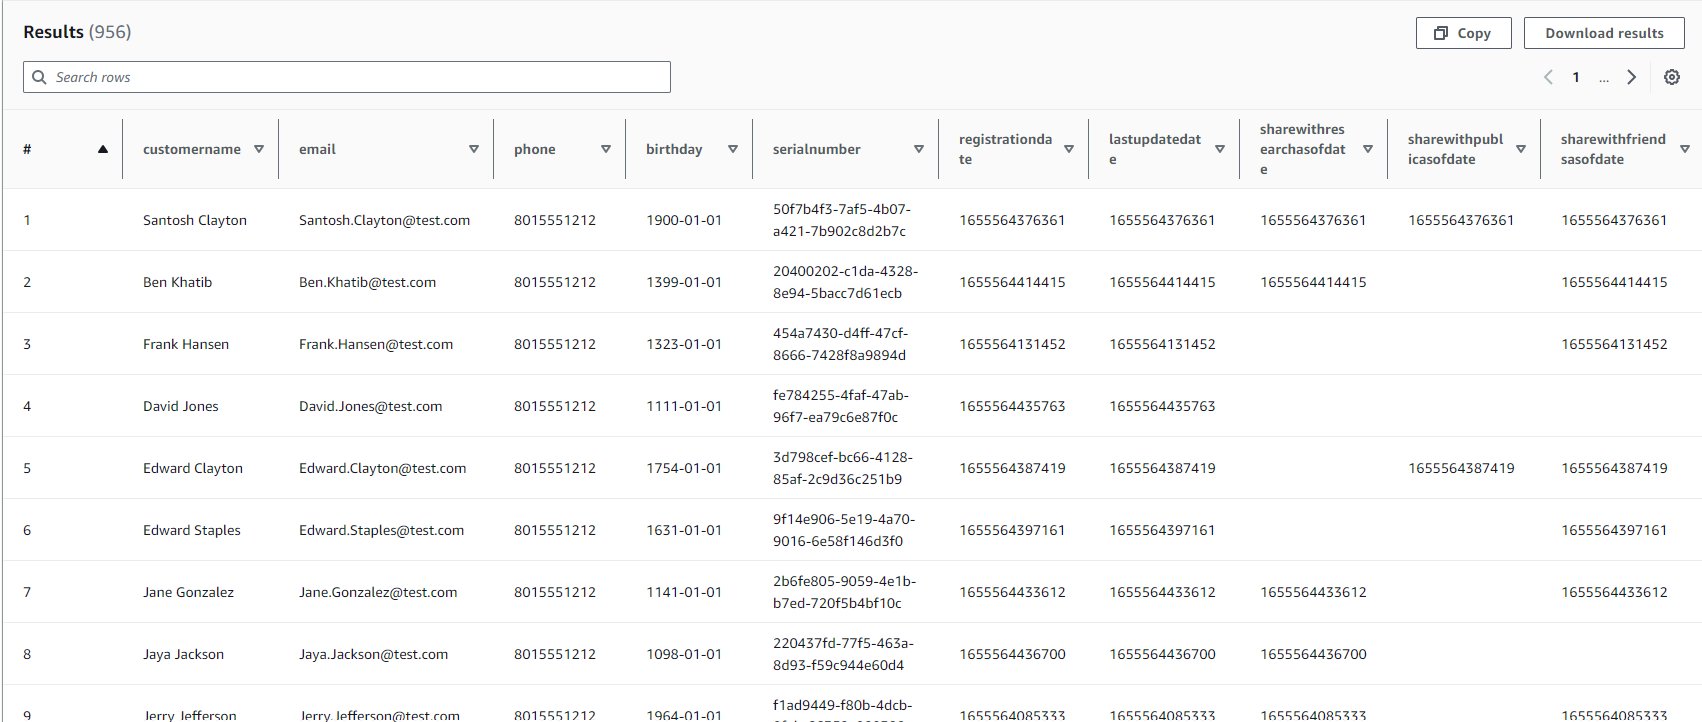 Results (956)
Copy
Download results
Search rows
1 ...
# customername email phone birthday serialnumber registrationda lastupdatedat sharewithres sharewithpubl sharewithfriend
te e earchasofdat icasofdate sasofdate
e
1 Santosh Clayton Santosh.Clayton@test.com 8015551212 1900-01-01 50f7b4f3-7af5-4b07- 1655564376361 1655564376361 1655564376361 1655564376361 1655564376361
a421-7b902c8d2b7c
2 Ben Khatib Ben.Khatib@test.com 8015551212 1399-01-01 20400202-c1da-4328- 1655564414415 1655564414415 1655564414415 1655564414415
8e94-5bacc7d61ecb
3 Frank Hansen Frank.Hansen@test.com 8015551212 1323-01-01 454a7430-d4ff-47cf- 1655564131452 1655564131452 1655564131452
8666-7428f8a9894d
4 David Jones David.Jones@test.com 8015551212 1111-01-01 fe784255-4faf-47ab- 1655564435763 1655564435763
96f7-ea79c6e87f0c
5 Edward Clayton Edward.Clayton@test.com 8015551212 1754-01-01 3d798cef-bc66-4128- 1655564387419 1655564387419 1655564387419 1655564387419
85af-2c9d36c251b9
6 Edward Staples Edward.Staples@test.com 8015551212 1631-01-01 9f14e906-5e19-4a70- 1655564397161 1655564397161 1655564397161
9016-6e58f146d3f0
7 Jane Gonzalez Jane.Gonzalez@test.com 8015551212 1141-01-01 2b6fe805-9059-4e1b- 1655564433612 1655564433612 1655564433612 1655564433612
b7ed-720f5b4bf10c
8 Jaya Jackson Jaya.Jackson@test.com 8015551212 1098-01-01 220437fd-77f5-463a- 1655564436700 1655564436700 1655564436700
8d93-f59c944e60d4
9 Jerry Jefferson Jerry.Jefferson@test.com 8015551212 1964-01-01 f1ad9449-f80b-4dcb- 1655564085333 1655564085333 1655564085333 1655564085333